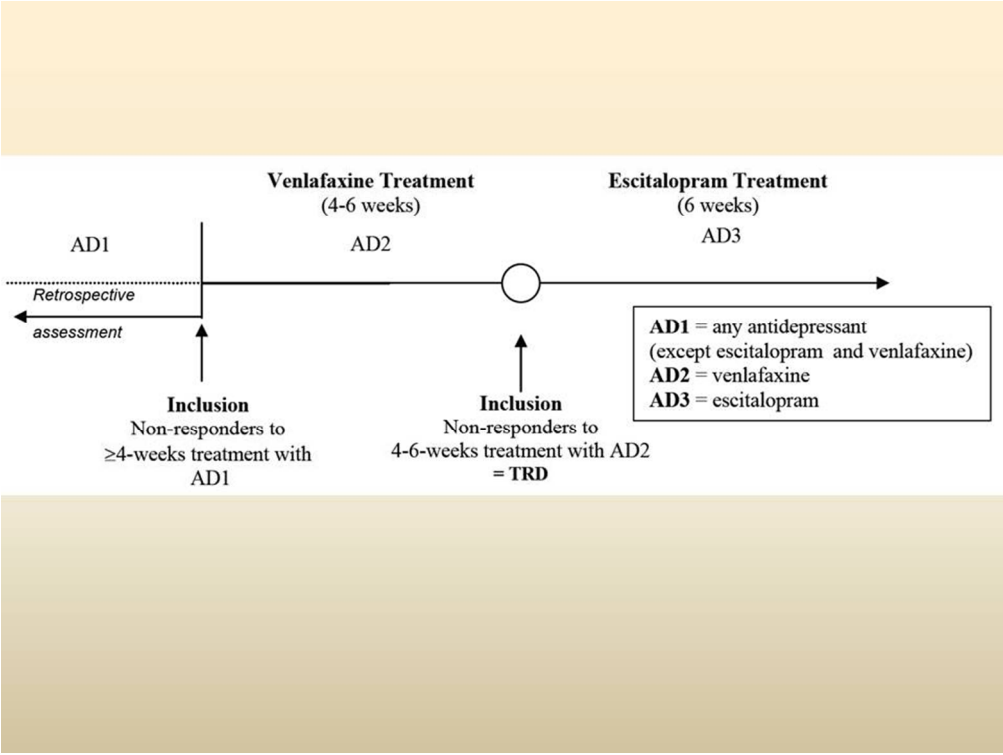 Venlafaxine Treatment
(4-6 weeks)
AD2
Escitalopram Treatment
(6 weeks)
AD3
AD1
Retrospective
assessment
Inclusion
Non-responders to
≥4-weeks treatment with
AD1
Inclusion
Non-responders to
4-6-weeks treatment with AD2
= TRD
AD1 = any antidepressant
(except escitalopram and venlafaxine)
AD2 = venlafaxine
AD3 = escitalopram